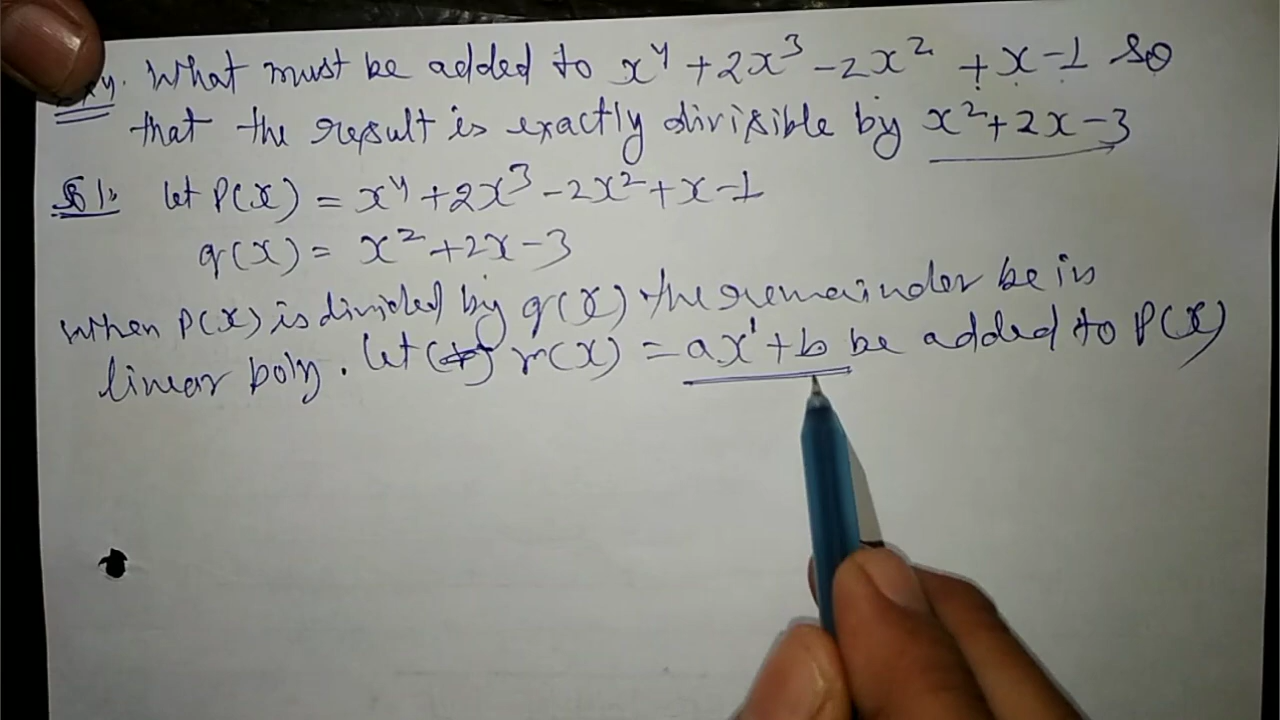 What must be added to x⁴ + 2x³ - 2x² + x - 1 so
that the result is exactly divisible by x² + 2x - 3
Sol: let P(x) = x⁴ + 2x³ - 2x² + x - 1
q(x) = x² + 2x - 3
when P(x) is divided by q(x) the remainder be is
linear poly. let r(x) = ax¹ + b be added to P(x)